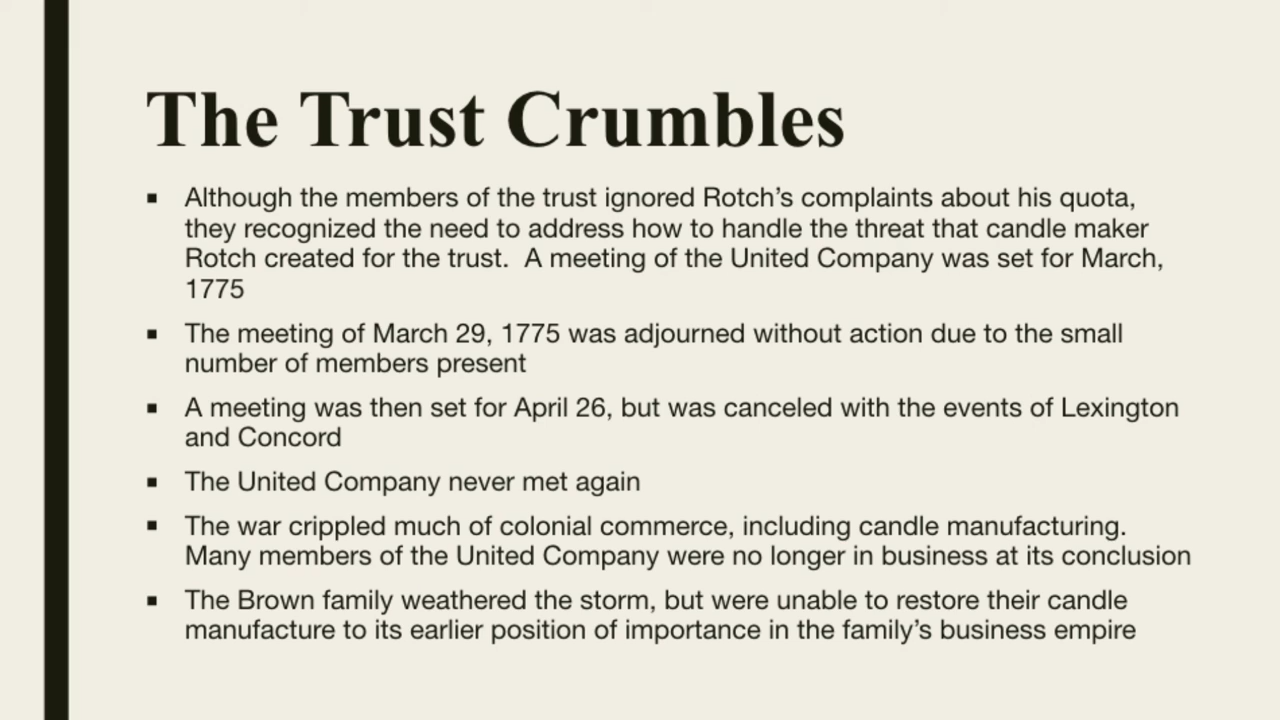 The Trust Crumbles
▪ Although the members of the trust ignored Rotch’s complaints about his quota,
they recognized the need to address how to handle the threat that candle maker
Rotch created for the trust.  A meeting of the United Company was set for March,
1775
▪ The meeting of March 29, 1775 was adjourned without action due to the small
number of members present
▪ A meeting was then set for April 26, but was canceled with the events of Lexington
and Concord
▪ The United Company never met again
▪ The war crippled much of colonial commerce, including candle manufacturing.
Many members of the United Company were no longer in business at its conclusion
▪ The Brown family weathered the storm, but were unable to restore their candle
manufacture to its earlier position of importance in the family’s business empire